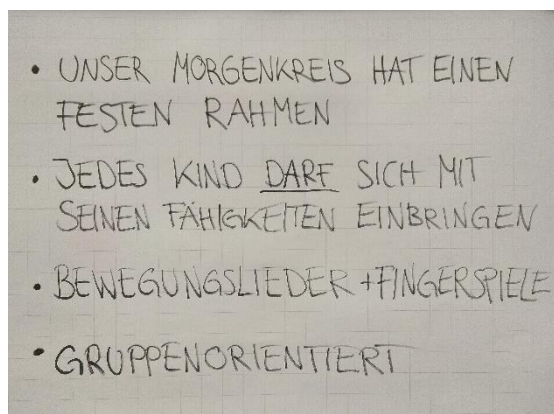 • UNSER MORGENKREIS HAT EINEN
FESTEN RAHMEN
• JEDES KIND DARF SICH MIT
SEINEN FÄHIGKEITEN EINBRINGEN
• BEWEGUNGSLIEDER + FINGERSPIELE
• GRUPPENORIENTIERT